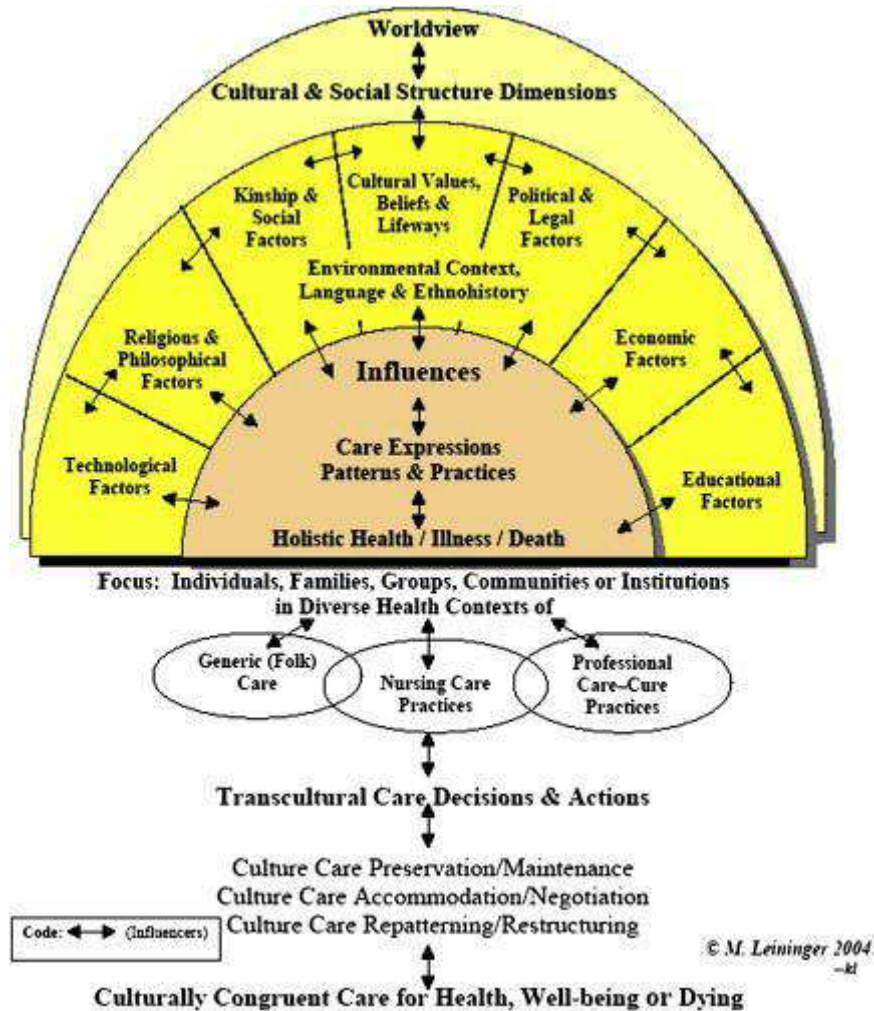 Worldview
Cultural & Social Structure Dimensions
Kinship &
Social
Factors
Cultural Values,
Beliefs &
Lifeways
Political &
Legal
Factors
Environmental Context,
Language & Ethnohistory
Religious &
Philosophical
Factors
Economic
Factors
Influences
Technological
Factors
Care Expressions
Patterns & Practices
Educational
Factors
Holistic Health / Illness / Death
Focus: Individuals, Families, Groups, Communities or Institutions
in Diverse Health Contexts of
Generic (Folk)
Care
Nursing Care
Practices
Professional
Care–Cure
Practices
Transcultural Care Decisions & Actions
Culture Care Preservation/Maintenance
Culture Care Accommodation/Negotiation
Culture Care Repatterning/Restructuring
Code: (Influencers)
© M. Leininger 2004
–kl
Culturally Congruent Care for Health, Well-being or Dying